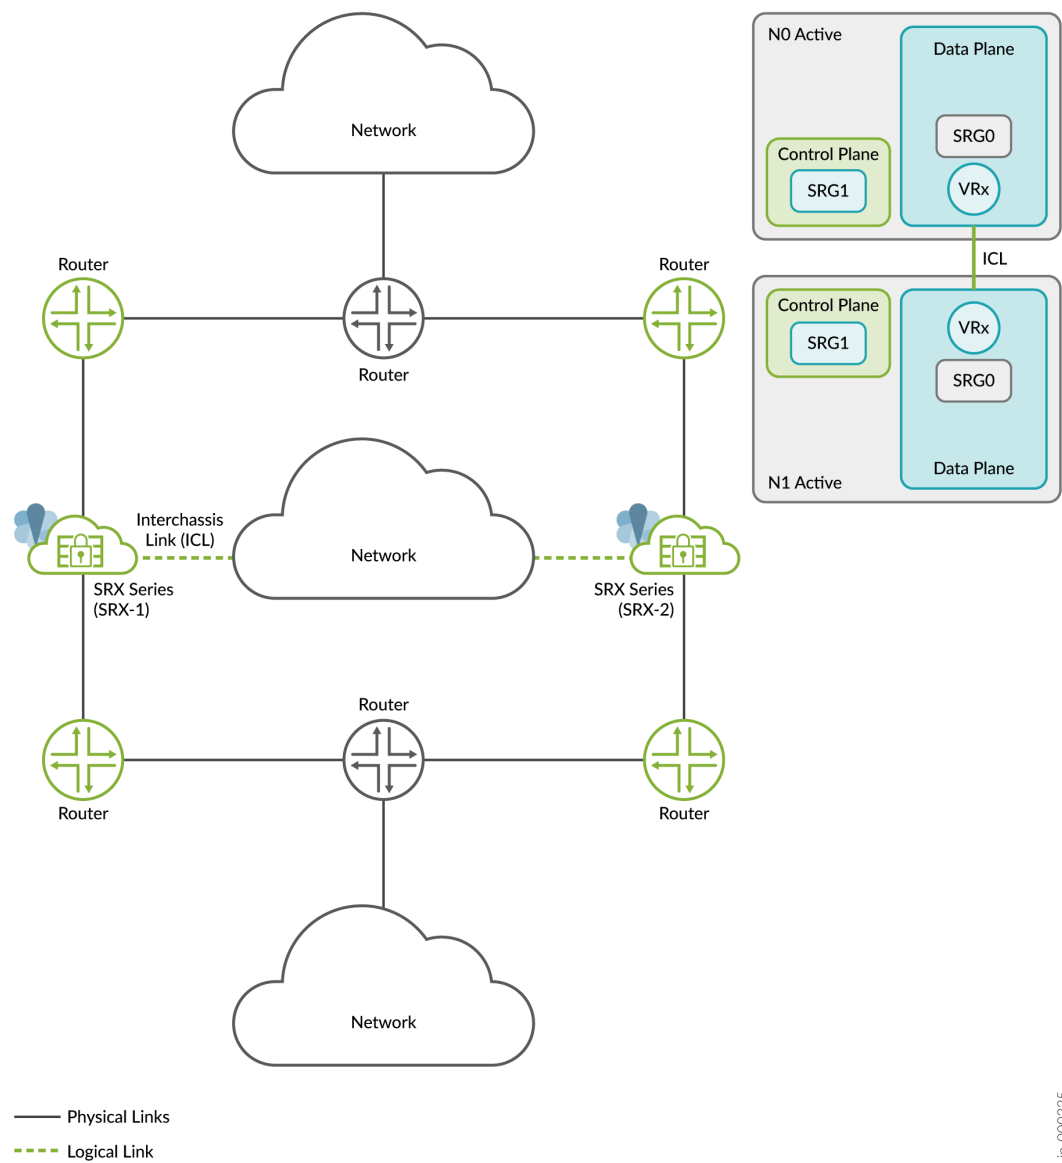 Network
Router
Router
Router
Interchassis
Link (ICL)
Network
SRX Series
(SRX-1)
SRX Series
(SRX-2)
Router
Router
Router
Network
N0 Active
Data Plane
SRG0
Control Plane
SRG1
VRx
ICL
Control Plane
SRG1
VRx
SRG0
Data Plane
N1 Active
Physical Links
Logical Link